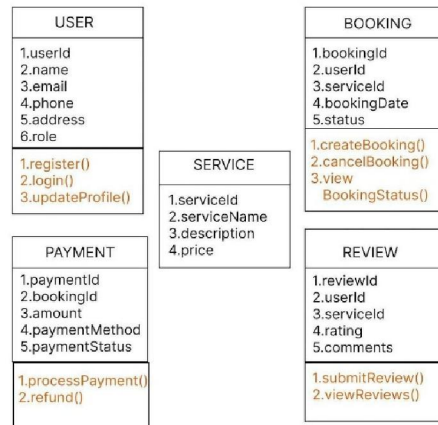 USER
1.userId
2.name
3.email
4.phone
5.address
6.role
1.register()
2.login()
3.updateProfile()
BOOKING
1.bookingId
2.userId
3.serviceId
4.bookingDate
5.status
1.createBooking()
2.cancelBooking()
3.view
BookingStatus()
SERVICE
1.serviceId
2.serviceName
3.description
4.price
PAYMENT
1.paymentId
2.bookingId
3.amount
4.paymentMethod
5.paymentStatus
1.processPayment()
2.refund()
REVIEW
1.reviewId
2.userId
3.serviceId
4.rating
5.comments
1.submitReview()
2.viewReviews()